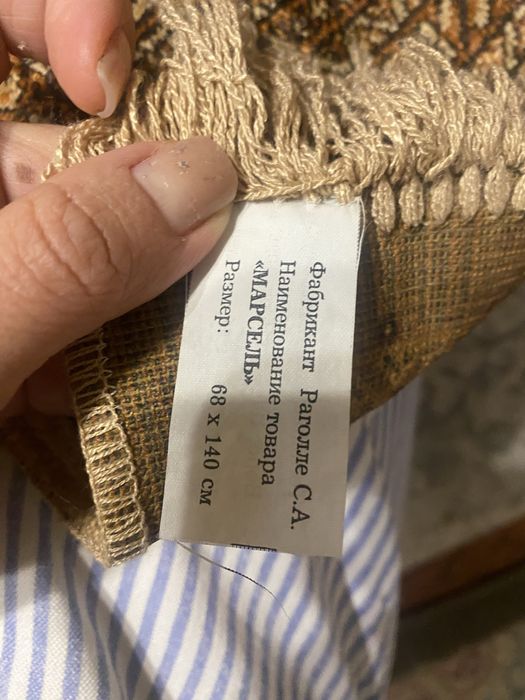 Фабрикант Раголле С.А.
Наименование товара
«МАРСЕЛЬ»
Размер: 68 х 140 см